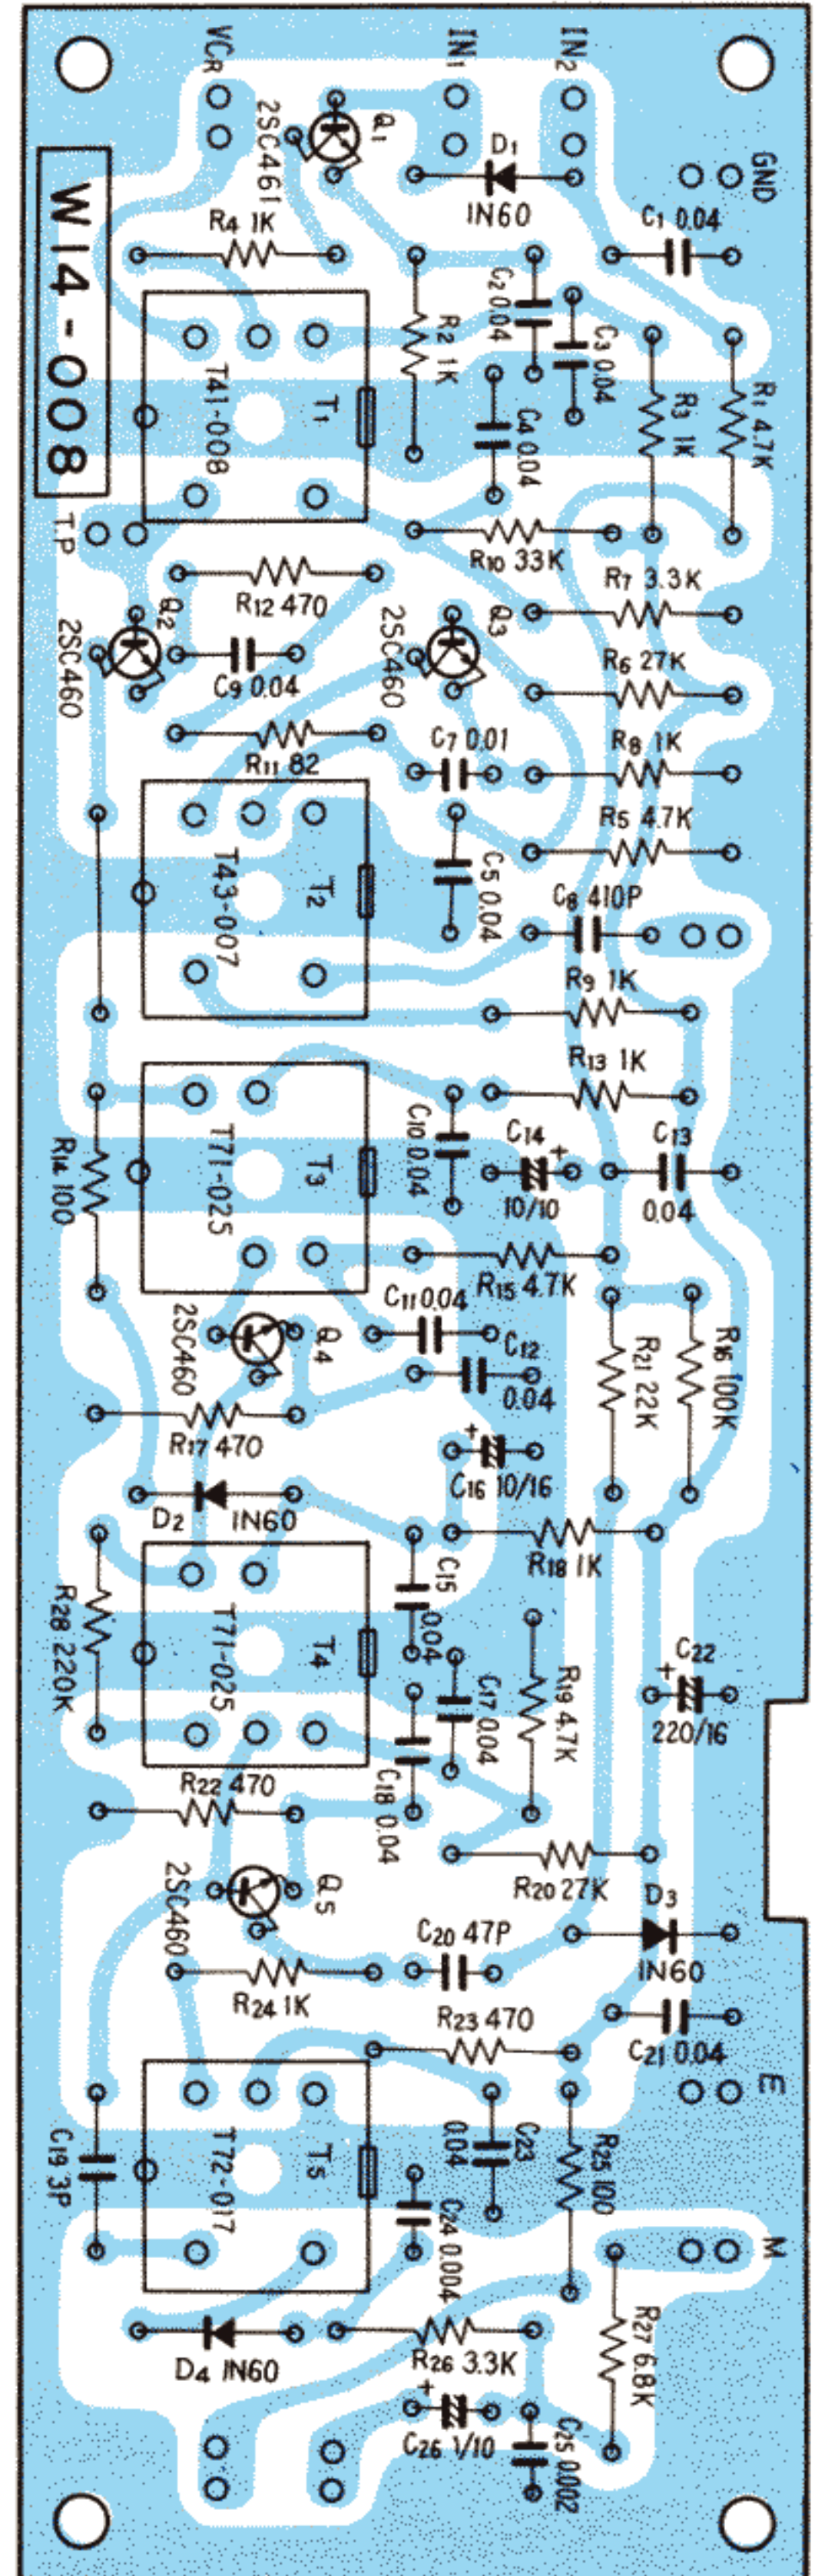 VCR
IN1
IN2
GND
2SC461
Q1
D1
IN60
W14-008
R4 1K
C1 0.04
C2 0.04
C3 0.04
R2 1K
T1
T41-008
C4 0.04
R3 1K
R1 4.7K
T.P
R10 33K
R12 470
R7 3.3K
Q2
2SC460
Q3
2SC460
C9 0.04
R6 27K
R11 82
C7 0.01
R8 1K
R5 4.7K
T2
T43-007
C5 0.04
C8 410P
R9 1K
R13 1K
R14 100
T3
T71-025
C10 0.04
C14
+
10/10
C13
0.04
R15 4.7K
2SC460
Q4
C11 0.04
C12
0.04
R21 22K
R16 100K
R17 470
+
C16 10/16
D2 IN60
R18 1K
R28 220K
T4
T71-025
C15
0.04
C17 0.04
R19 4.7K
C22
+
220/16
R22 470
C18 0.04
2SC460
Q5
R20 27K
D3
IN60
C20 47P
R24 1K
R23 470
C21 0.04
E
C19 3P
T5
T72-017
C23
0.04
R25 100
C24 0.004
M
D4 IN60
R26 3.3K
R27 6.8K
+
C26 1/10
C25 0.002